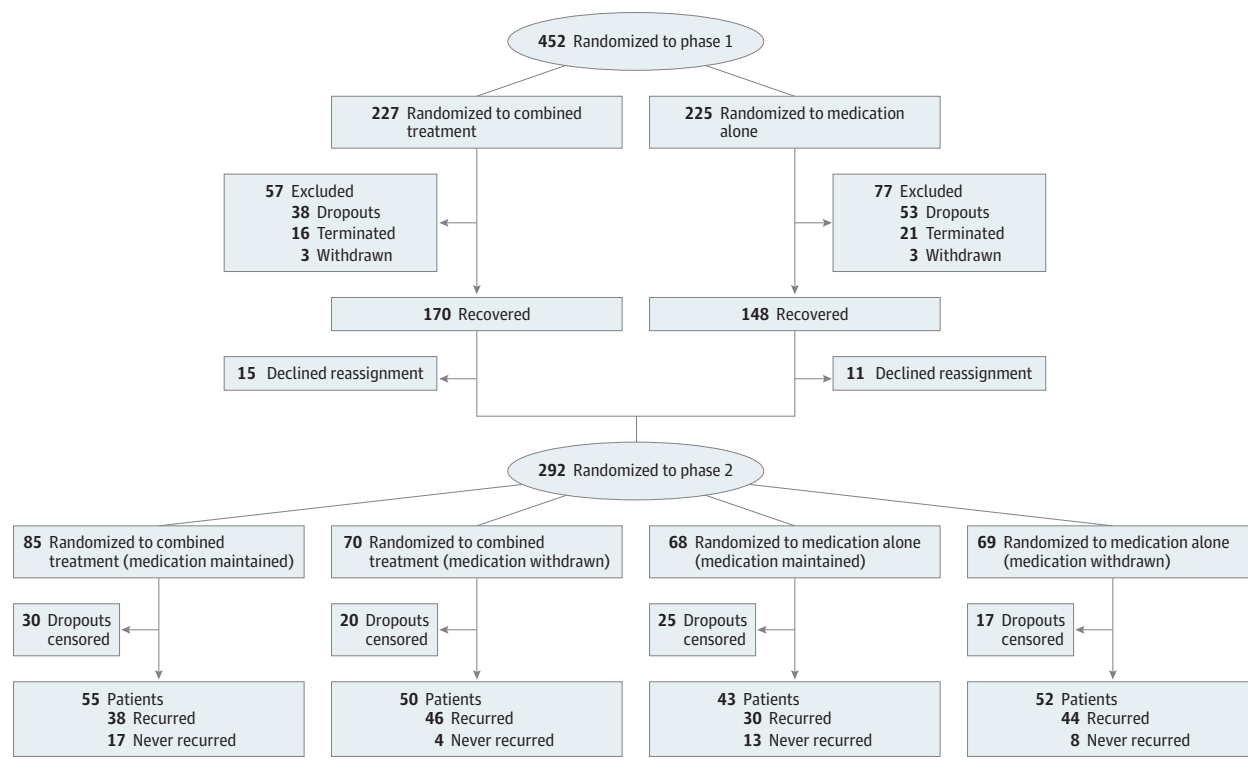 452 Randomized to phase 1
227 Randomized to combined
treatment
225 Randomized to medication
alone
57 Excluded
38 Dropouts
16 Terminated
3 Withdrawn
77 Excluded
53 Dropouts
21 Terminated
3 Withdrawn
170 Recovered
148 Recovered
15 Declined reassignment
11 Declined reassignment
292 Randomized to phase 2
85 Randomized to combined
treatment (medication maintained)
70 Randomized to combined
treatment (medication withdrawn)
68 Randomized to medication alone
(medication maintained)
69 Randomized to medication alone
(medication withdrawn)
30 Dropouts
censored
20 Dropouts
censored
25 Dropouts
censored
17 Dropouts
censored
55 Patients
38 Recurred
17 Never recurred
50 Patients
46 Recurred
4 Never recurred
43 Patients
30 Recurred
13 Never recurred
52 Patients
44 Recurred
8 Never recurred